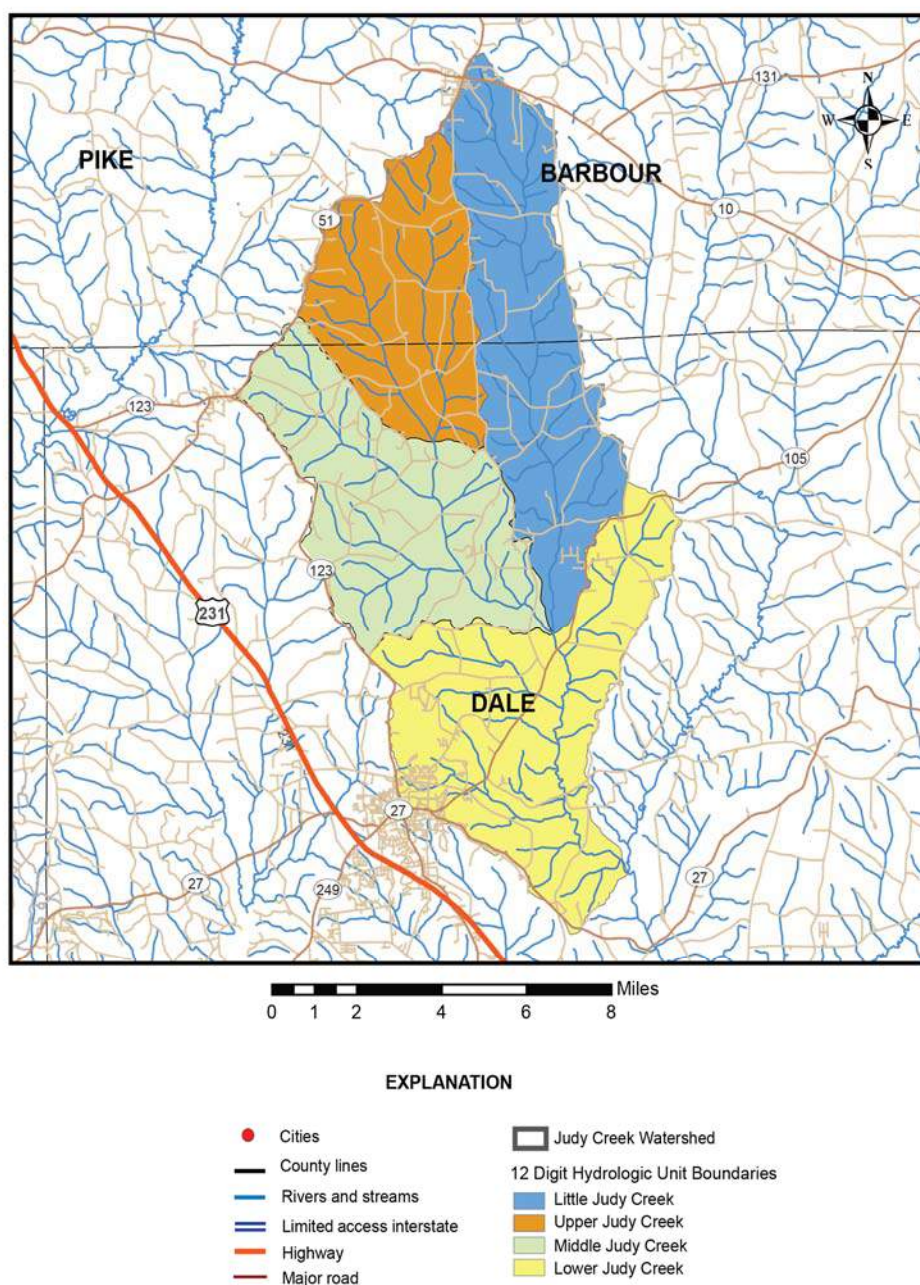 131
N
W E
S
PIKE
BARBOUR
10
51
123
105
123
231
DALE
27
27
27
249
Miles
0 1 2 4 6 8
EXPLANATION
Cities
County lines
Rivers and streams
Limited access interstate
Highway
Major road
Judy Creek Watershed
12 Digit Hydrologic Unit Boundaries
Little Judy Creek
Upper Judy Creek
Middle Judy Creek
Lower Judy Creek